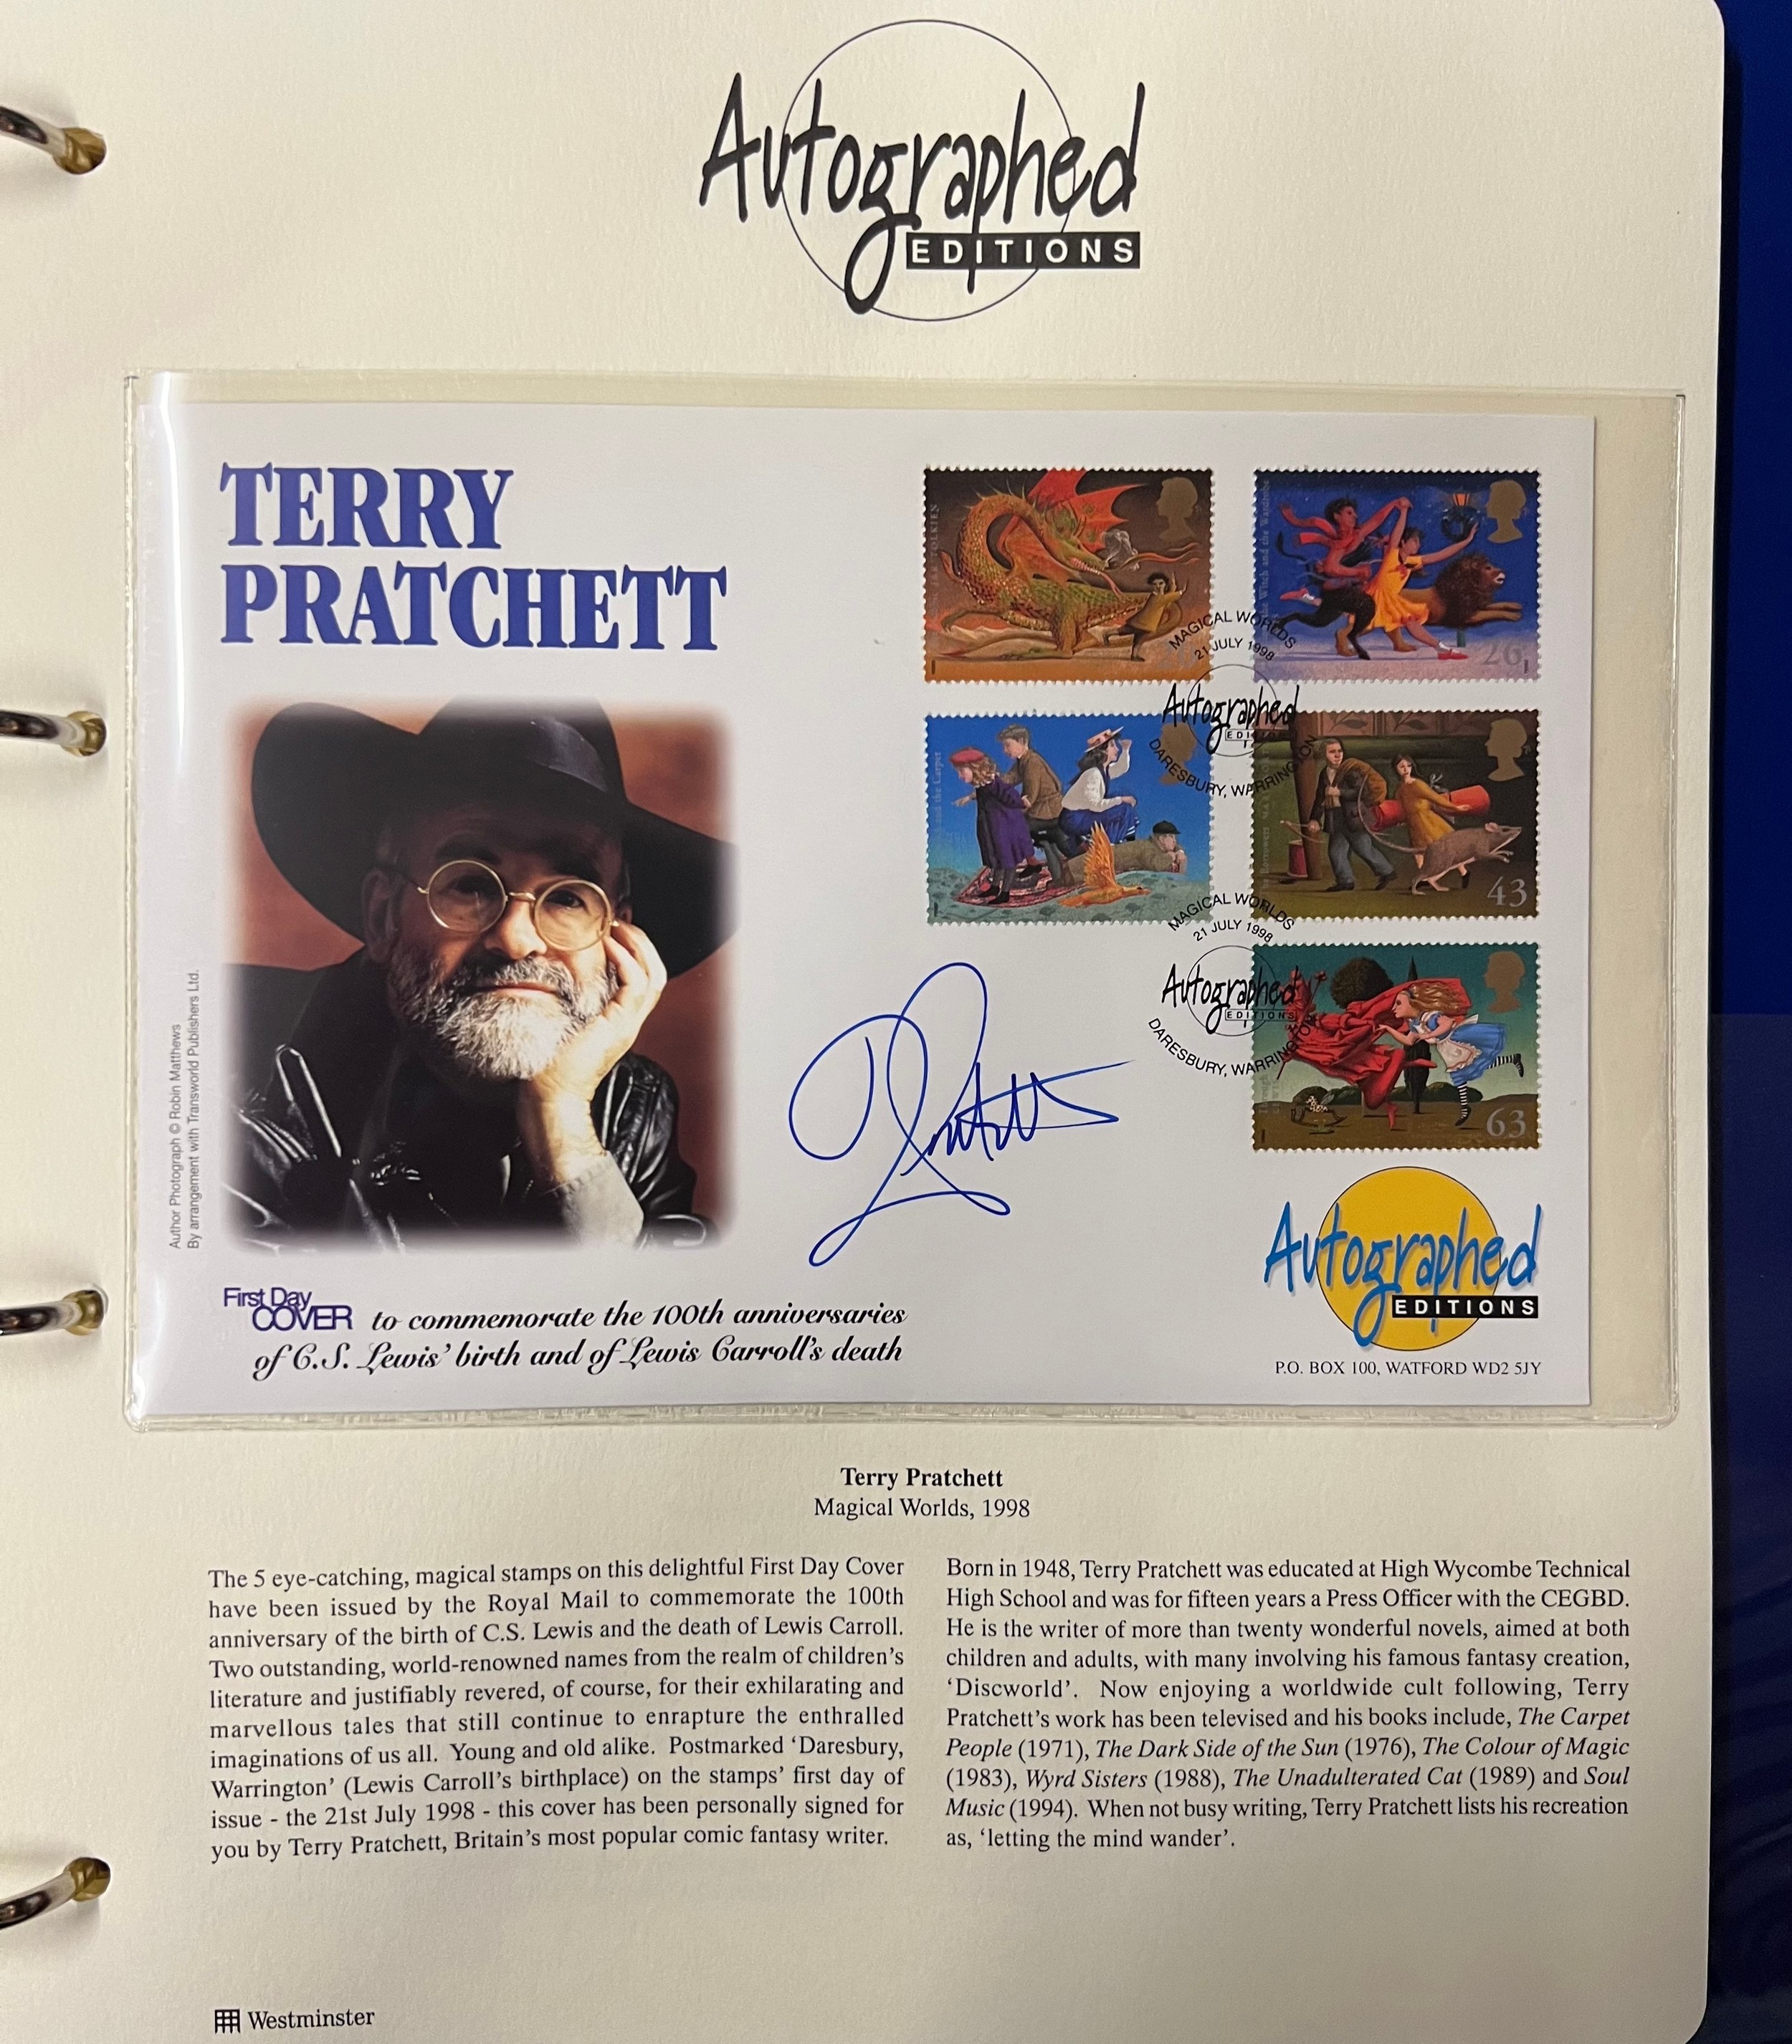 Autographed
EDITIONS
TERRY
PRATCHETT
26
MAGICAL WORLDS
21 JULY 1998
Autographed
EDITIONS
DARESBURY, WARRINGTON
43
MAGICAL WORLDS
21 JULY 1998
Autographed
EDITIONS
DARESBURY, WARRINGTON
63
Author Photograph © Robin Matthews
By arrangement with Transworld Publishers Ltd.
First Day
COVER to commemorate the 100th anniversaries
of C.S. Lewis' birth and of Lewis Carroll's death
Autographed
EDITIONS
P.O. BOX 100, WATFORD WD2 5JY
Terry Pratchett
Magical Worlds, 1998
The 5 eye-catching, magical stamps on this delightful First Day Cover
have been issued by the Royal Mail to commemorate the 100th
anniversary of the birth of C.S. Lewis and the death of Lewis Carroll.
Two outstanding, world-renowned names from the realm of children's
literature and justifiably revered, of course, for their exhilarating and
marvellous tales that still continue to enrapture the enthralled
imaginations of us all. Young and old alike. Postmarked 'Daresbury,
Warrington' (Lewis Carroll's birthplace) on the stamps' first day of
issue - the 21st July 1998 - this cover has been personally signed for
you by Terry Pratchett, Britain's most popular comic fantasy writer.
Born in 1948, Terry Pratchett was educated at High Wycombe Technical
High School and was for fifteen years a Press Officer with the CEGBD.
He is the writer of more than twenty wonderful novels, aimed at both
children and adults, with many involving his famous fantasy creation,
'Discworld'. Now enjoying a worldwide cult following, Terry
Pratchett's work has been televised and his books include, The Carpet
People (1971), The Dark Side of the Sun (1976), The Colour of Magic
(1983), Wyrd Sisters (1988), The Unadulterated Cat (1989) and Soul
Music (1994). When not busy writing, Terry Pratchett lists his recreation
as, 'letting the mind wander'.
Westminster